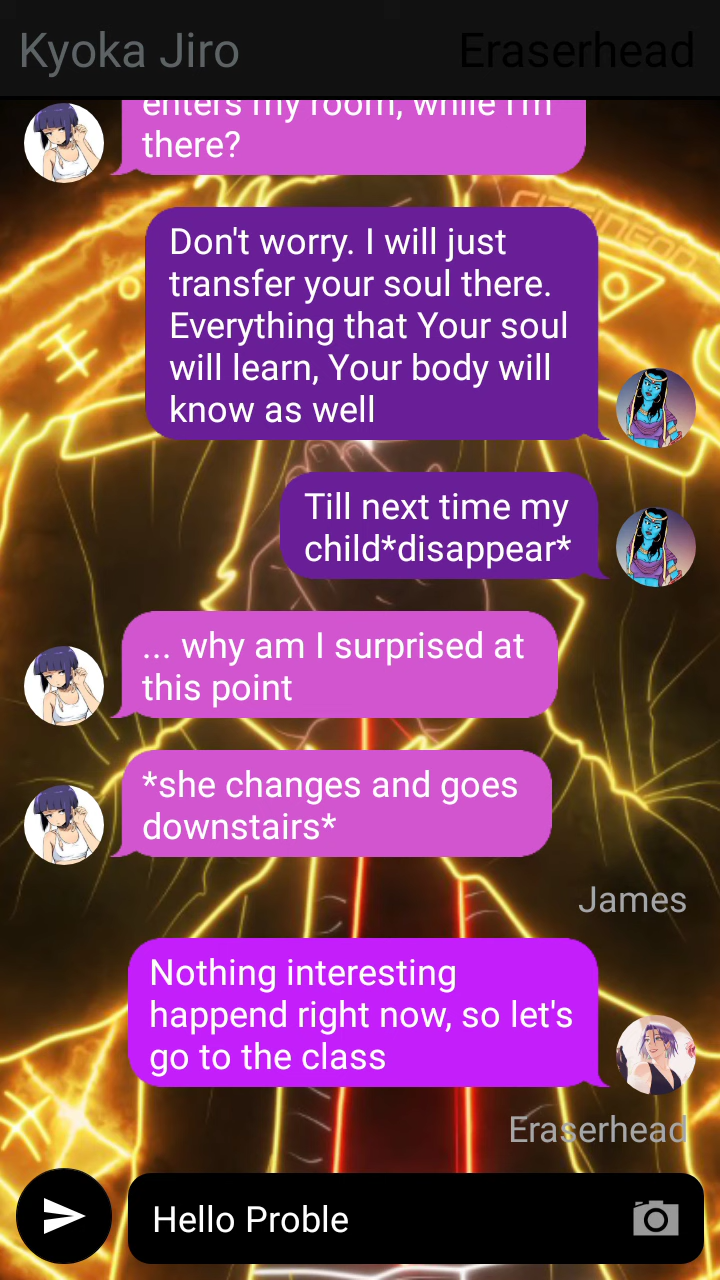 Kyoka Jiro
Eraserhead
enters my room, while I'm
there?
Don't worry. I will just
transfer your soul there.
Everything that Your soul
will learn, Your body will
know as well
Till next time my
child*disappear*
... why am I surprised at
this point
*she changes and goes
downstairs*
James
Nothing interesting
happend right now, so let's
go to the class
Eraserhead
Hello Proble